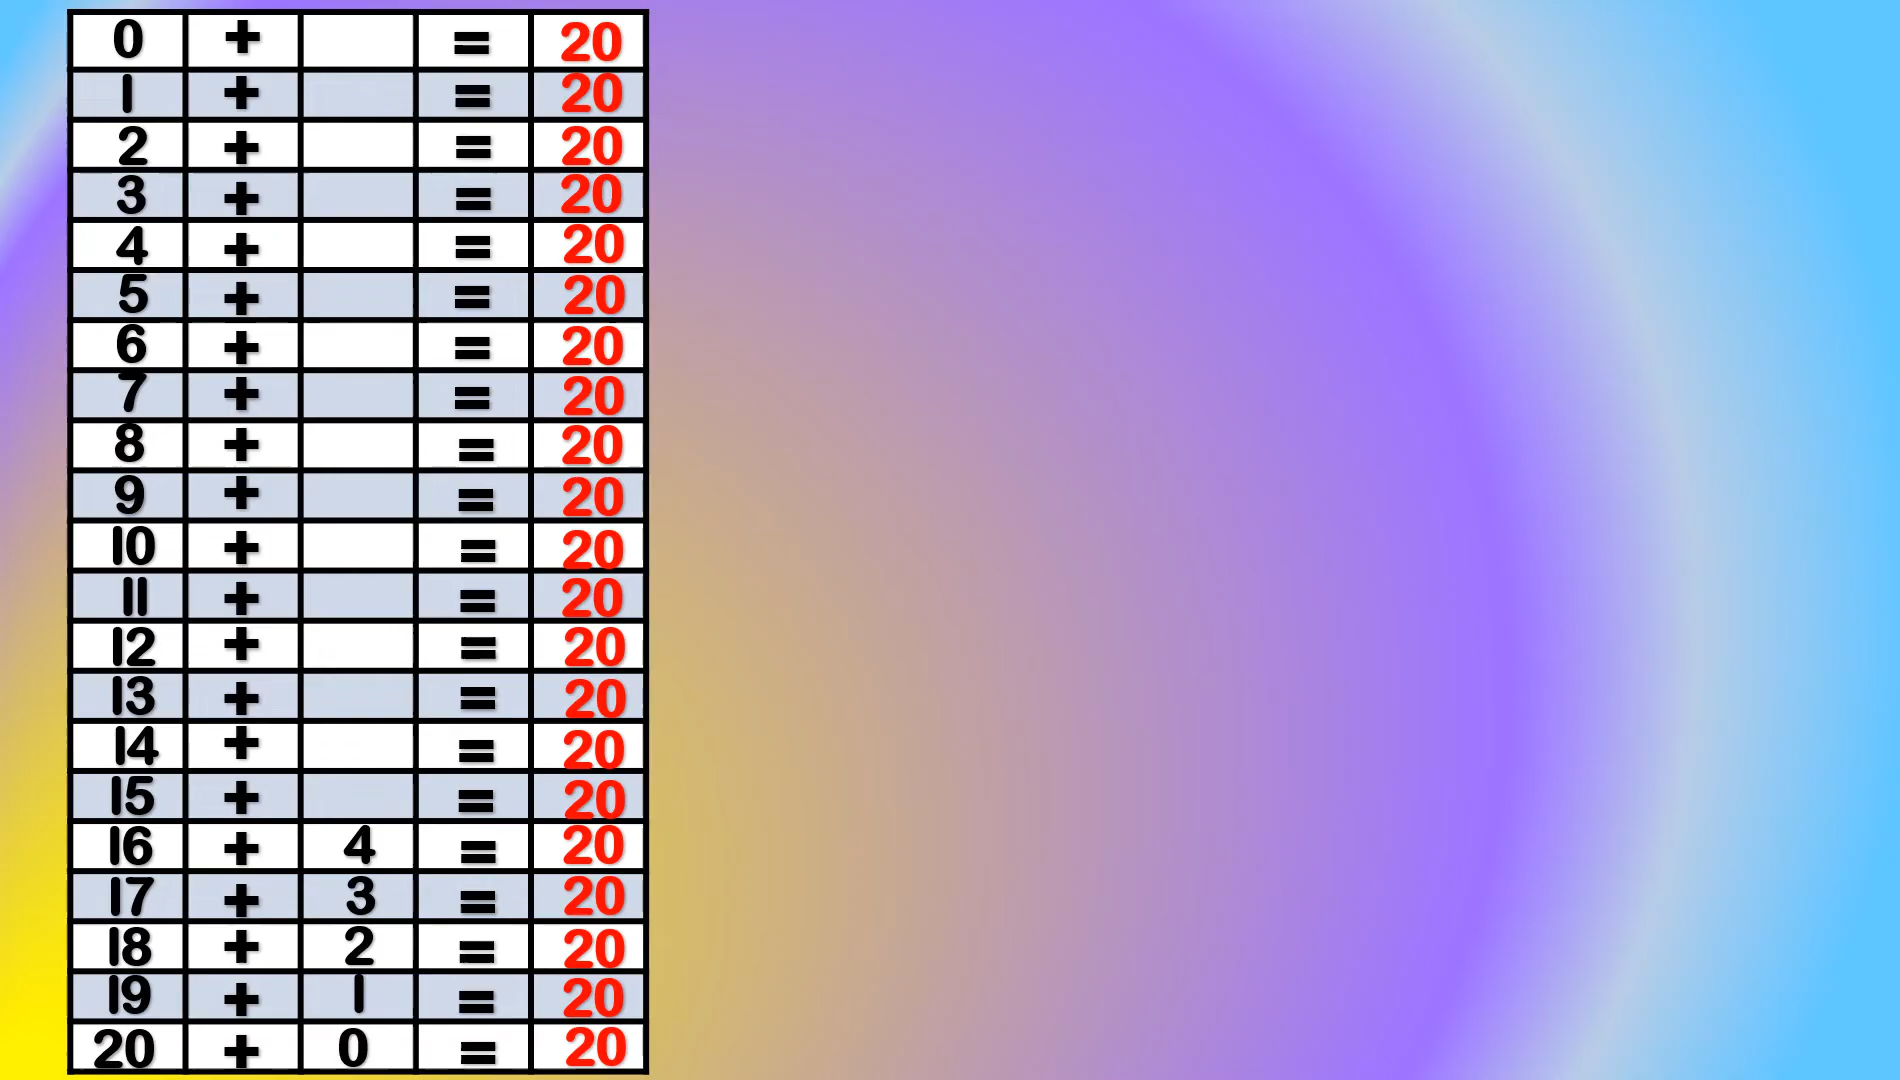 0 + = 20
1 + = 20
2 + = 20
3 + = 20
4 + = 20
5 + = 20
6 + = 20
7 + = 20
8 + = 20
9 + = 20
10 + = 20
11 + = 20
12 + = 20
13 + = 20
14 + = 20
15 + = 20
16 + 4 = 20
17 + 3 = 20
18 + 2 = 20
19 + 1 = 20
20 + 0 = 20